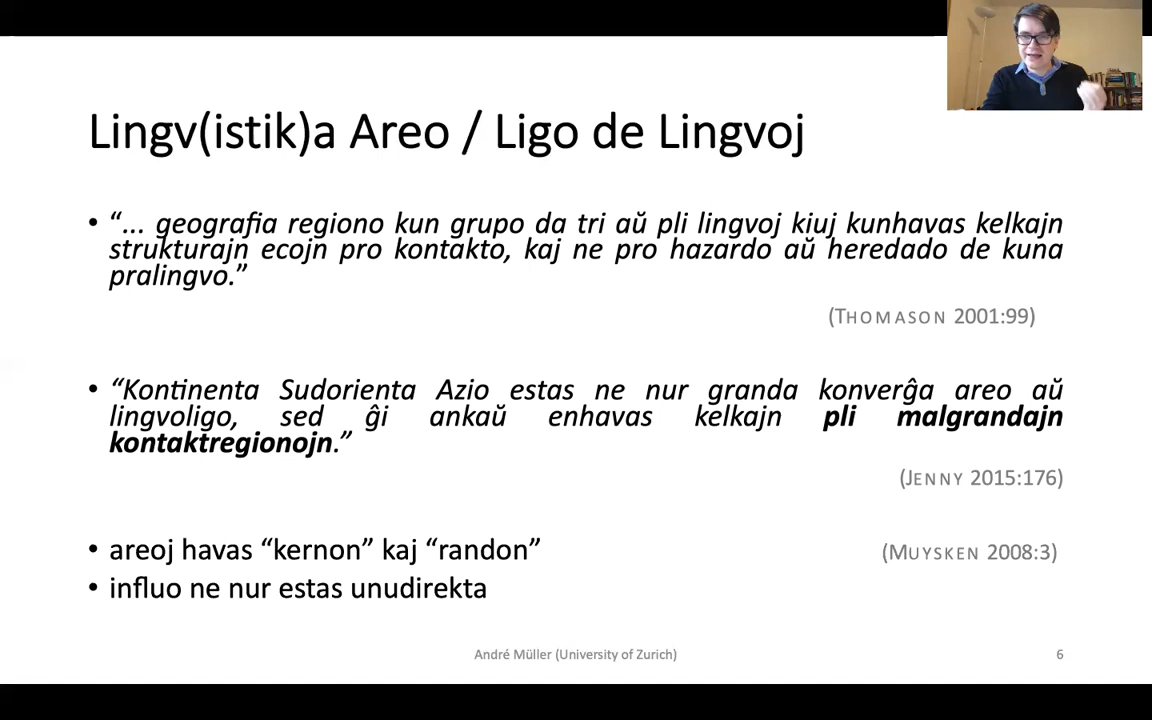 Lingv(istik)a Areo / Ligo de Lingvoj
• “... geografia regiono kun grupo da tri aŭ pli lingvoj kiuj kunhavas kelkajn
strukturajn ecojn pro kontakto, kaj ne pro hazardo aŭ heredado de kuna
pralingvo.”
(THOMASON 2001:99)
• “Kontinenta Sudorienta Azio estas ne nur granda konverĝa areo aŭ
lingvoligo, sed ĝi ankaŭ enhavas kelkajn pli malgrandajn
kontaktregionojn.”
(JENNY 2015:176)
• areoj havas “kernon” kaj “randon” (MUYSKEN 2008:3)
• influo ne nur estas unudirekta
André Müller (University of Zurich) 6